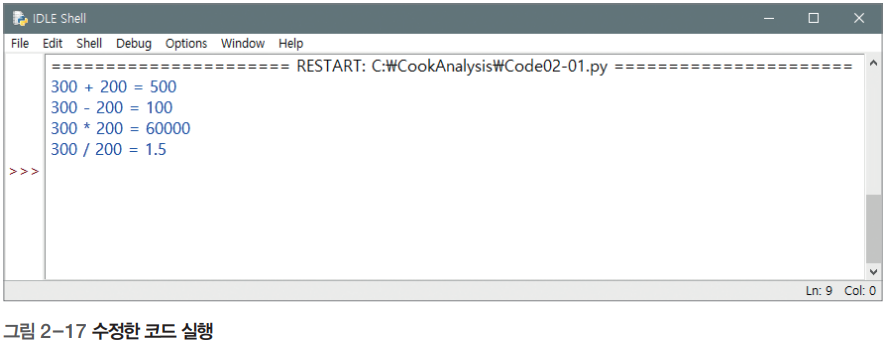 IDLE Shell
File Edit Shell Debug Options Window Help
====================== RESTART: C:₩CookAnalysis₩Code02-01.py ======================
300 + 200 = 500
300 - 200 = 100
300 * 200 = 60000
300 / 200 = 1.5
>>>
Ln: 9 Col: 0
그림 2-17 수정한 코드 실행